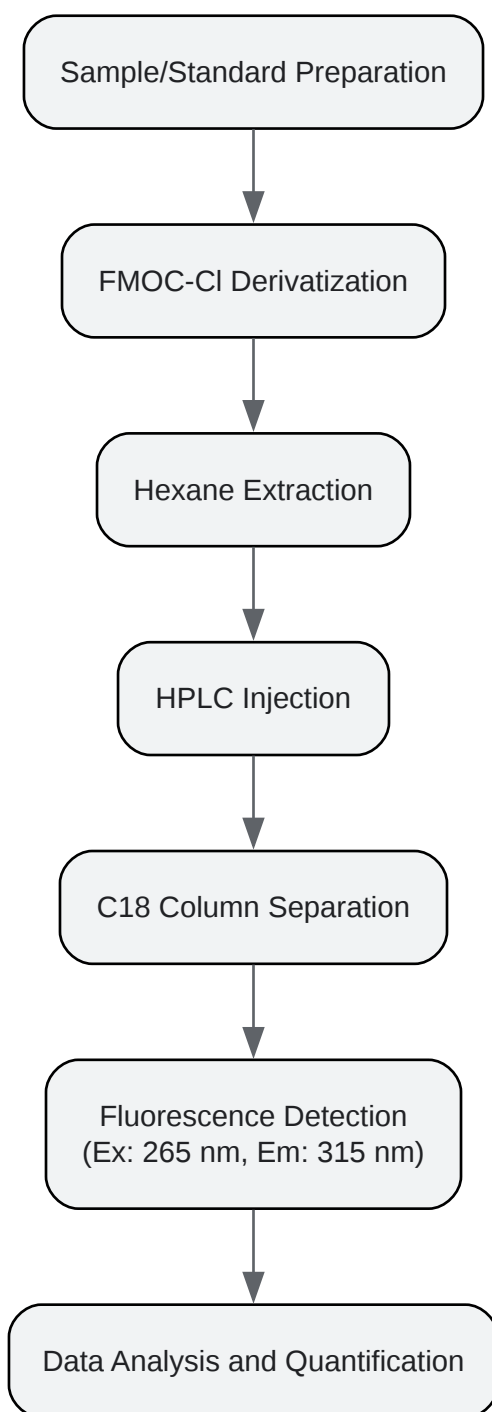 Sample/Standard Preparation
FMOC-Cl Derivatization
Hexane Extraction
HPLC Injection
C18 Column Separation
Fluorescence Detection
(Ex: 265 nm, Em: 315 nm)
Data Analysis and Quantification